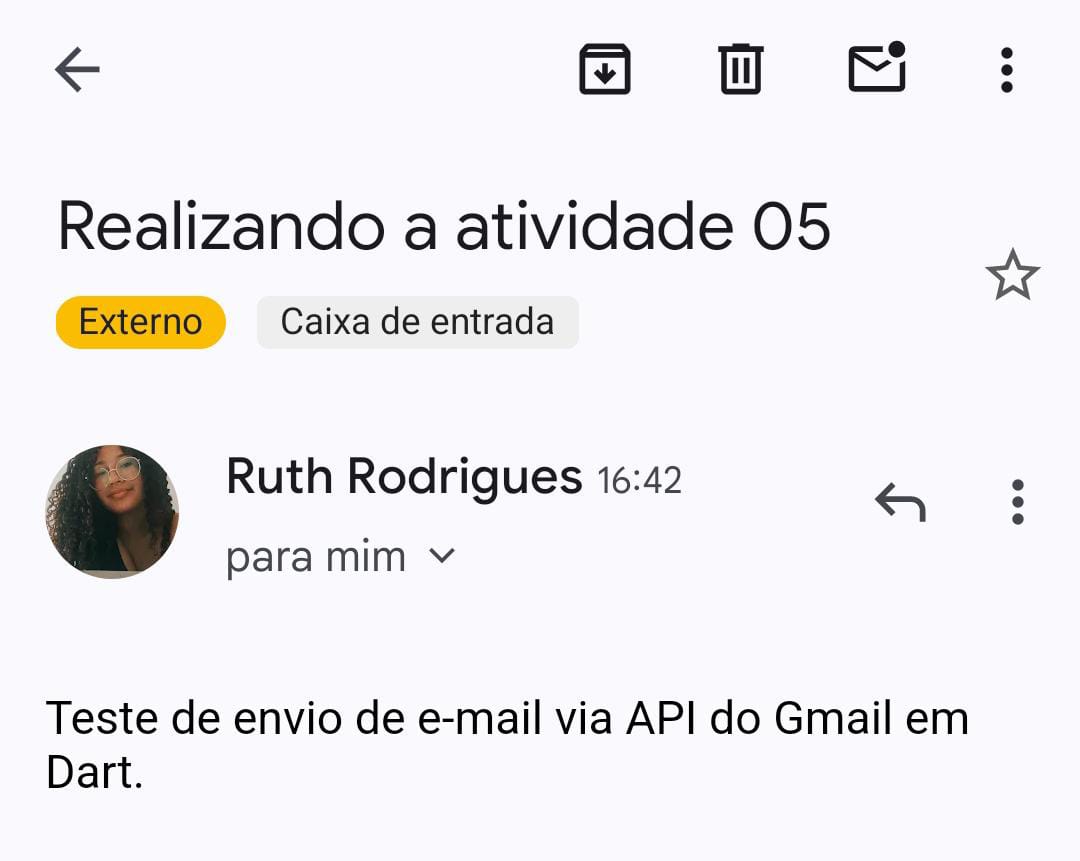 Realizando a atividade 05
Externo Caixa de entrada
Ruth Rodrigues 16:42
para mim
Teste de envio de e-mail via API do Gmail em
Dart.